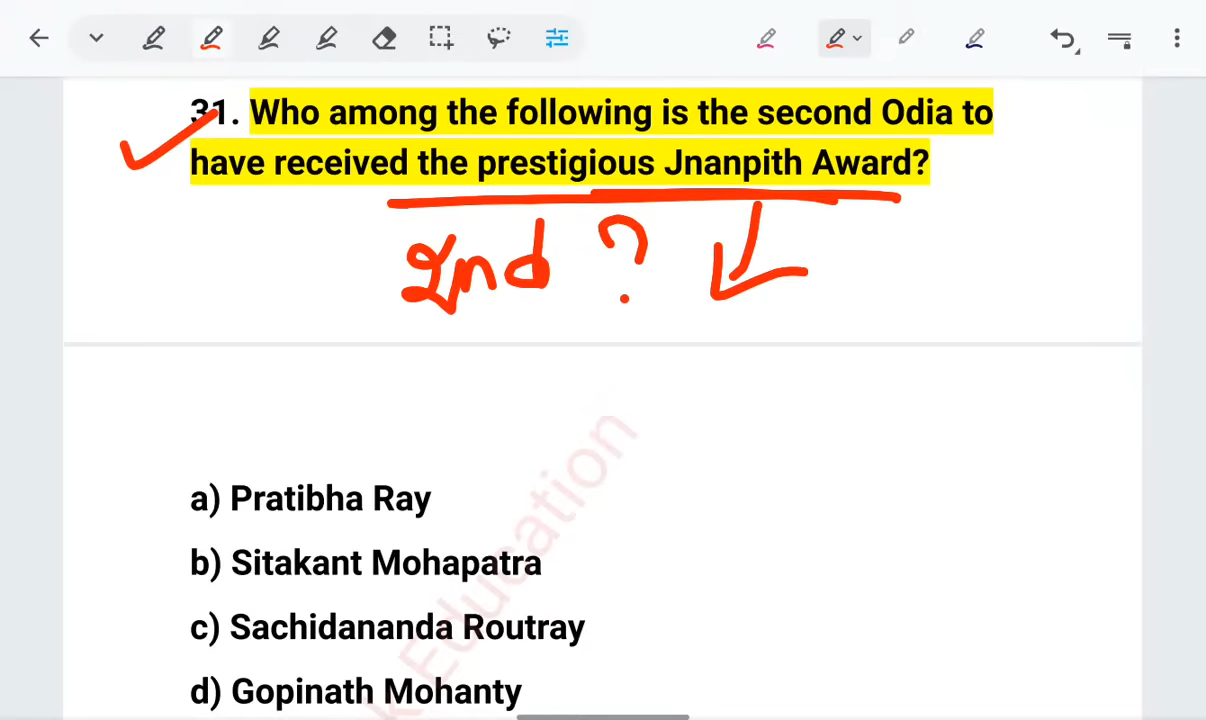 31. Who among the following is the second Odia to
have received the prestigious Jnanpith Award?
2nd ?
a) Pratibha Ray
b) Sitakant Mohapatra
c) Sachidananda Routray
d) Gopinath Mohanty
k Education